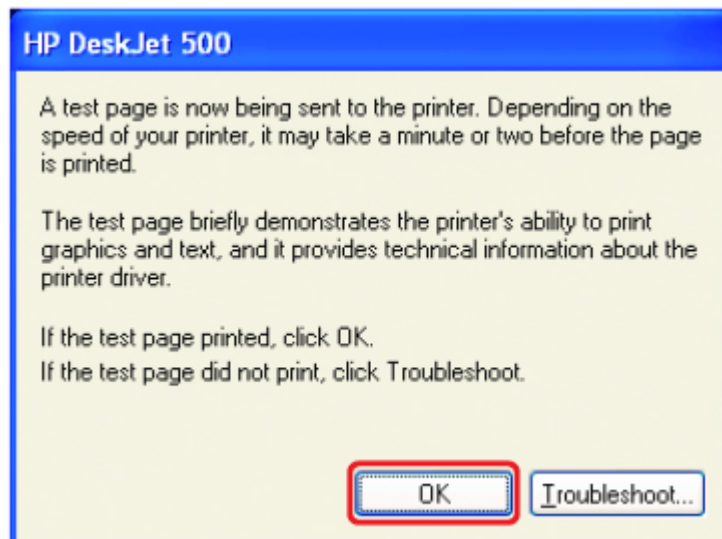 HP DeskJet 500
A test page is now being sent to the printer. Depending on the
speed of your printer, it may take a minute or two before the page
is printed.
The test page briefly demonstrates the printer's ability to print
graphics and text, and it provides technical information about the
printer driver.
If the test page printed, click OK.
If the test page did not print, click Troubleshoot.
OK Troubleshoot...